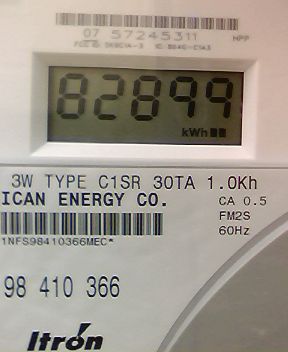 07 57245311 HPP
82899
kWh
3W TYPE C1SR 30TA 1.0Kh
ICAN ENERGY CO. CA 0.5
FM2S
1NFS98410366MEC* 60Hz
98 410 366
Itron